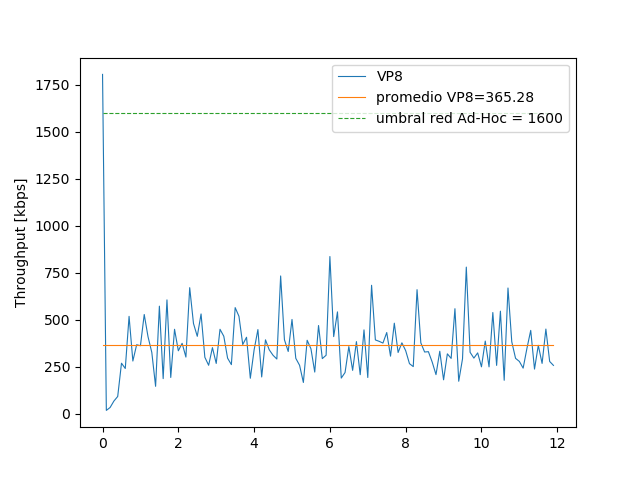 VP8
promedio VP8=365.28
umbral red Ad-Hoc = 1600
Throughput [kbps]
1750
1500
1250
1000
750
500
250
0
0 2 4 6 8 10 12